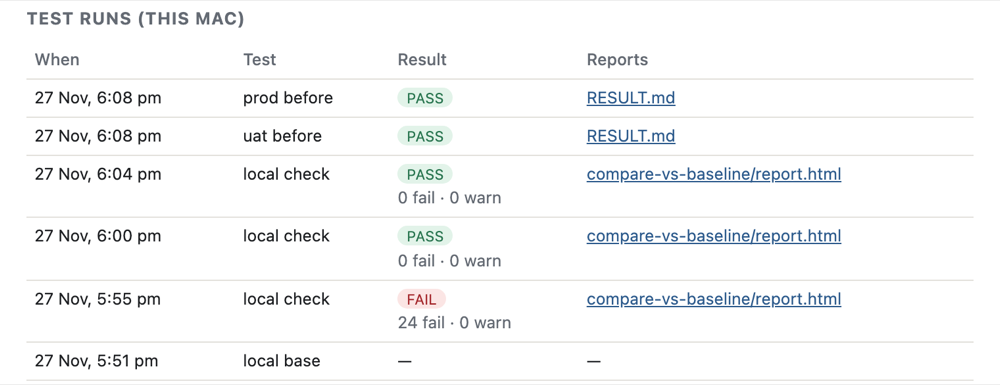 TEST RUNS (THIS MAC)
When Test Result Reports
27 Nov, 6:08 pm prod before PASS RESULT.md
27 Nov, 6:08 pm uat before PASS RESULT.md
27 Nov, 6:04 pm local check PASS compare-vs-baseline/report.html
0 fail · 0 warn
27 Nov, 6:00 pm local check PASS compare-vs-baseline/report.html
0 fail · 0 warn
27 Nov, 5:55 pm local check FAIL compare-vs-baseline/report.html
24 fail · 0 warn
27 Nov, 5:51 pm local base — —